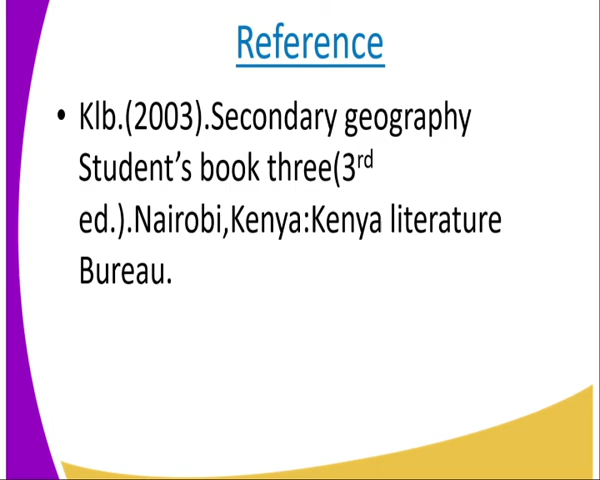 Reference
• Klb.(2003).Secondary geography
Student’s book three(3rd
ed.).Nairobi,Kenya:Kenya literature
Bureau.